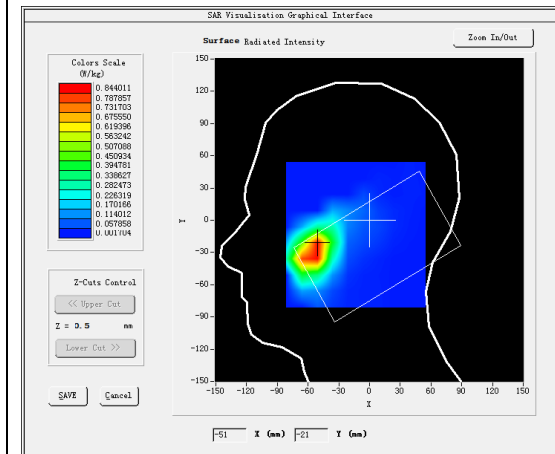 SAR Visualisation Graphical Interface
Surface Radiated Intensity
Zoom In/Out
Colors Scale
(W/kg)
0.844011
0.787857
0.731703
0.675550
0.619396
0.563242
0.507088
0.450934
0.394781
0.338627
0.282473
0.226319
0.170166
0.114012
0.057858
0.001704
Z-Cuts Control
<< Upper Cut
Z = 0.5 mm
Lower Cut >>
SAVE Cancel
150
120
90
60
30
0
-30
-60
-90
-120
-150
Y
-150 -120 -90 -60 -30 0 30 60 90 120 150
X
-51 X (mm) -21 Y (mm)